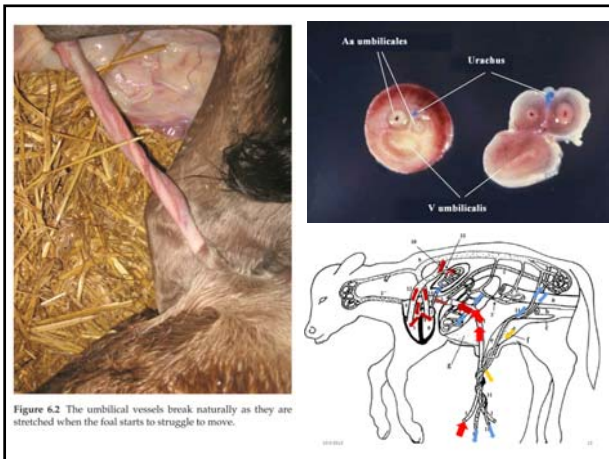 Aa umbilicales
Urachus
V umbilicalis
Figure 6.2 The umbilical vessels break naturally as they are
stretched when the foal starts to struggle to move.